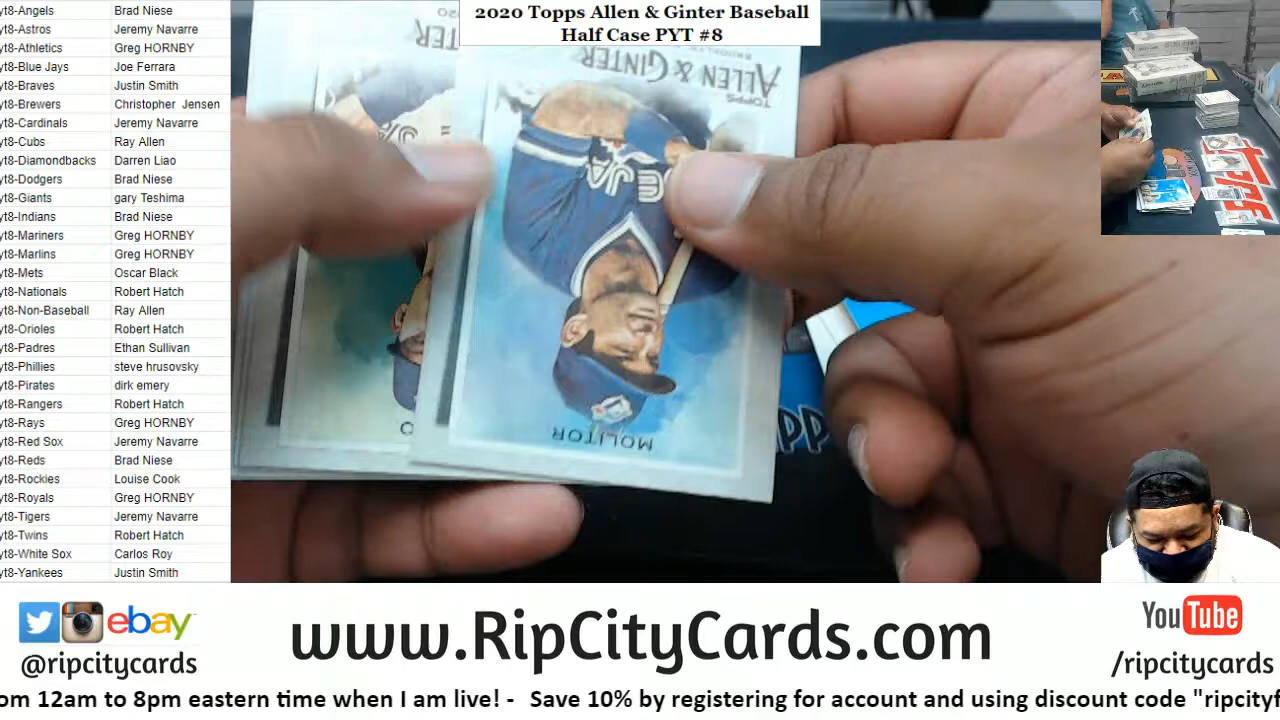 2020 Topps Allen & Ginter Baseball
Half Case PYT #8
yt8-Angels Brad Niese
yt8-Astros Jeremy Navarre
yt8-Athletics Greg HORNBY
yt8-Blue Jays Joe Ferrara
yt8-Braves Justin Smith
yt8-Brewers Christopher Jensen
yt8-Cardinals Jeremy Navarre
yt8-Cubs Ray Allen
yt8-Diamondbacks Darren Liao
yt8-Dodgers Brad Niese
yt8-Giants gary Teshima
yt8-Indians Brad Niese
yt8-Mariners Greg HORNBY
yt8-Marlins Greg HORNBY
yt8-Mets Oscar Black
yt8-Nationals Robert Hatch
yt8-Non-Baseball Ray Allen
yt8-Orioles Robert Hatch
yt8-Padres Ethan Sullivan
yt8-Phillies steve hrusovsky
yt8-Pirates dirk emery
yt8-Rangers Robert Hatch
yt8-Rays Greg HORNBY
yt8-Red Sox Jeremy Navarre
yt8-Reds Brad Niese
yt8-Rockies Louise Cook
yt8-Royals Greg HORNBY
yt8-Tigers Jeremy Navarre
yt8-Twins Robert Hatch
yt8-White Sox Carlos Roy
yt8-Yankees Justin Smith
TOPPS
ALLEN & GINTER
MOLITOR
ebay
@ripcitycards
www.RipCityCards.com
YouTube
/ripcitycards
om 12am to 8pm eastern time when I am live! - Save 10% by registering for account and using discount code "ripcityf